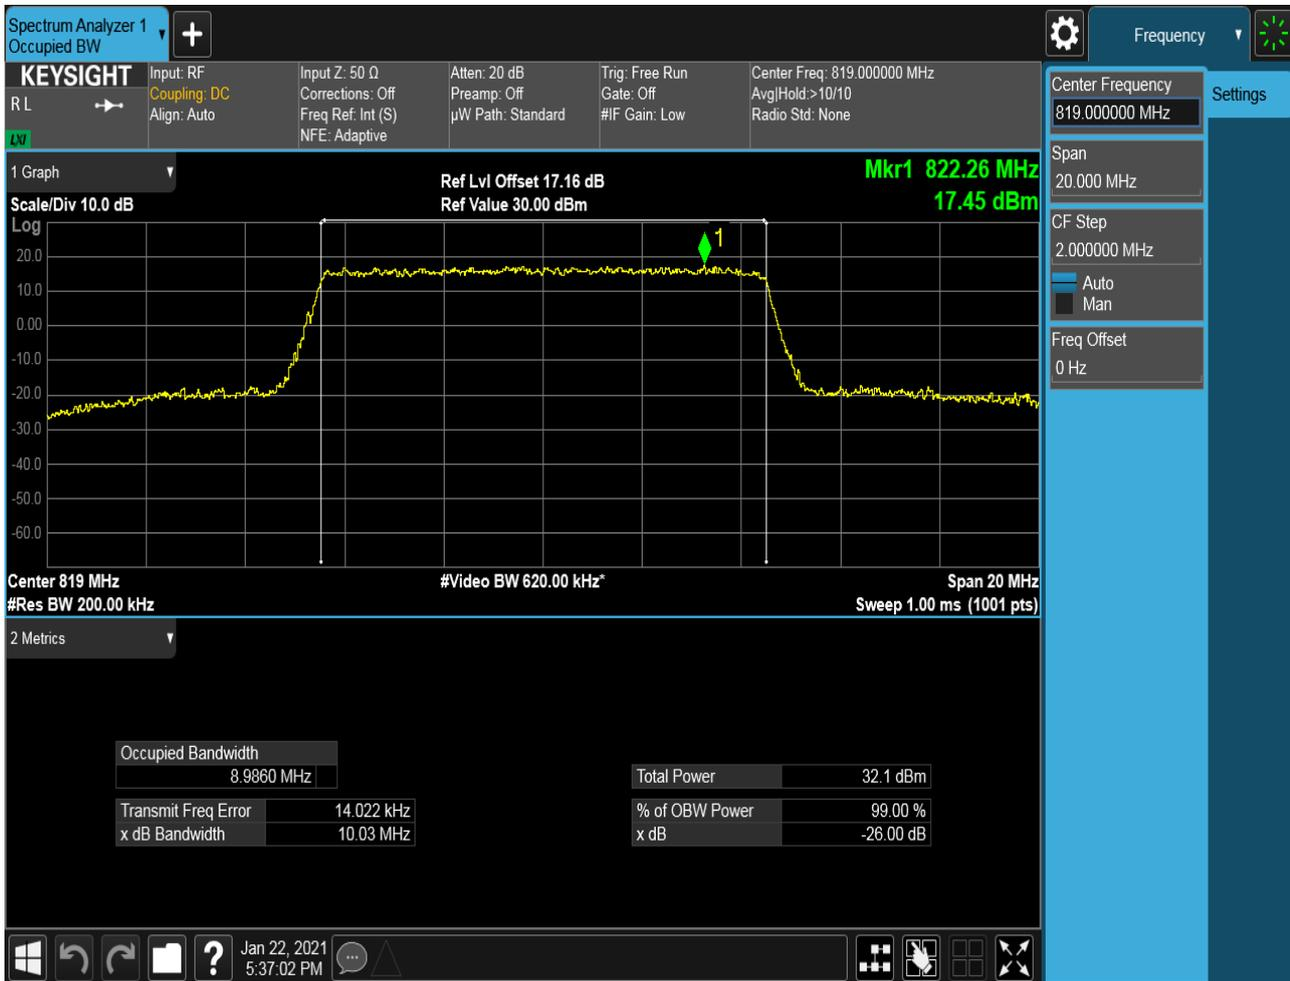 Spectrum Analyzer 1
Occupied BW
Frequency
KEYSIGHT
R L
LXI
Input: RF
Coupling: DC
Align: Auto
Input Z: 50 Ω
Corrections: Off
Freq Ref: Int (S)
NFE: Adaptive
Atten: 20 dB
Preamp: Off
µW Path: Standard
Trig: Free Run
Gate: Off
#IF Gain: Low
Center Freq: 819.000000 MHz
Avg|Hold:>10/10
Radio Std: None
Center Frequency
819.000000 MHz
Settings
Span
20.000 MHz
CF Step
2.000000 MHz
Auto
Man
Freq Offset
0 Hz
1 Graph
Scale/Div 10.0 dB
Ref Lvl Offset 17.16 dB
Ref Value 30.00 dBm
Mkr1 822.26 MHz
17.45 dBm
Log
20.0
10.0
0.00
-10.0
-20.0
-30.0
-40.0
-50.0
-60.0
1
Center 819 MHz
#Video BW 620.00 kHz*
Span 20 MHz
#Res BW 200.00 kHz
Sweep 1.00 ms (1001 pts)
2 Metrics
Occupied Bandwidth
8.9860 MHz
Transmit Freq Error 14.022 kHz
x dB Bandwidth 10.03 MHz
Total Power 32.1 dBm
% of OBW Power 99.00 %
x dB -26.00 dB
?
Jan 22, 2021
5:37:02 PM